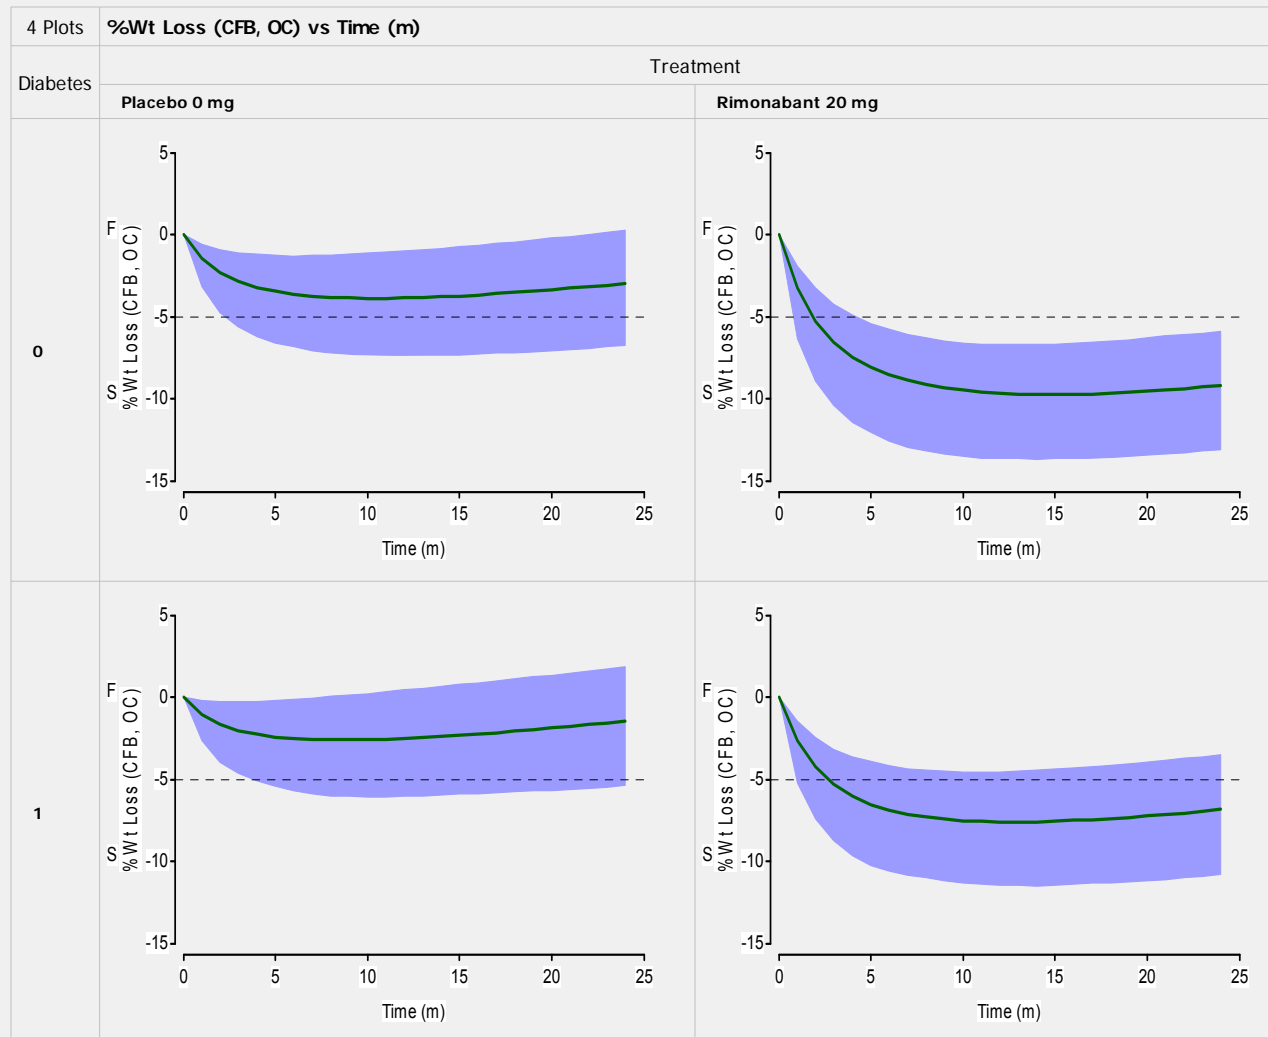 4 Plots %Wt Loss (CFB, OC) vs Time (m)
Diabetes Treatment
Placebo 0 mg Rimonabant 20 mg
0
F
S
%Wt Loss (CFB, OC)
5
0
-5
-10
-15
0 5 10 15 20 25
Time (m)
F
S
%Wt Loss (CFB, OC)
5
0
-5
-10
-15
0 5 10 15 20 25
Time (m)
1
F
S
%Wt Loss (CFB, OC)
5
0
-5
-10
-15
0 5 10 15 20 25
Time (m)
F
S
%Wt Loss (CFB, OC)
5
0
-5
-10
-15
0 5 10 15 20 25
Time (m)